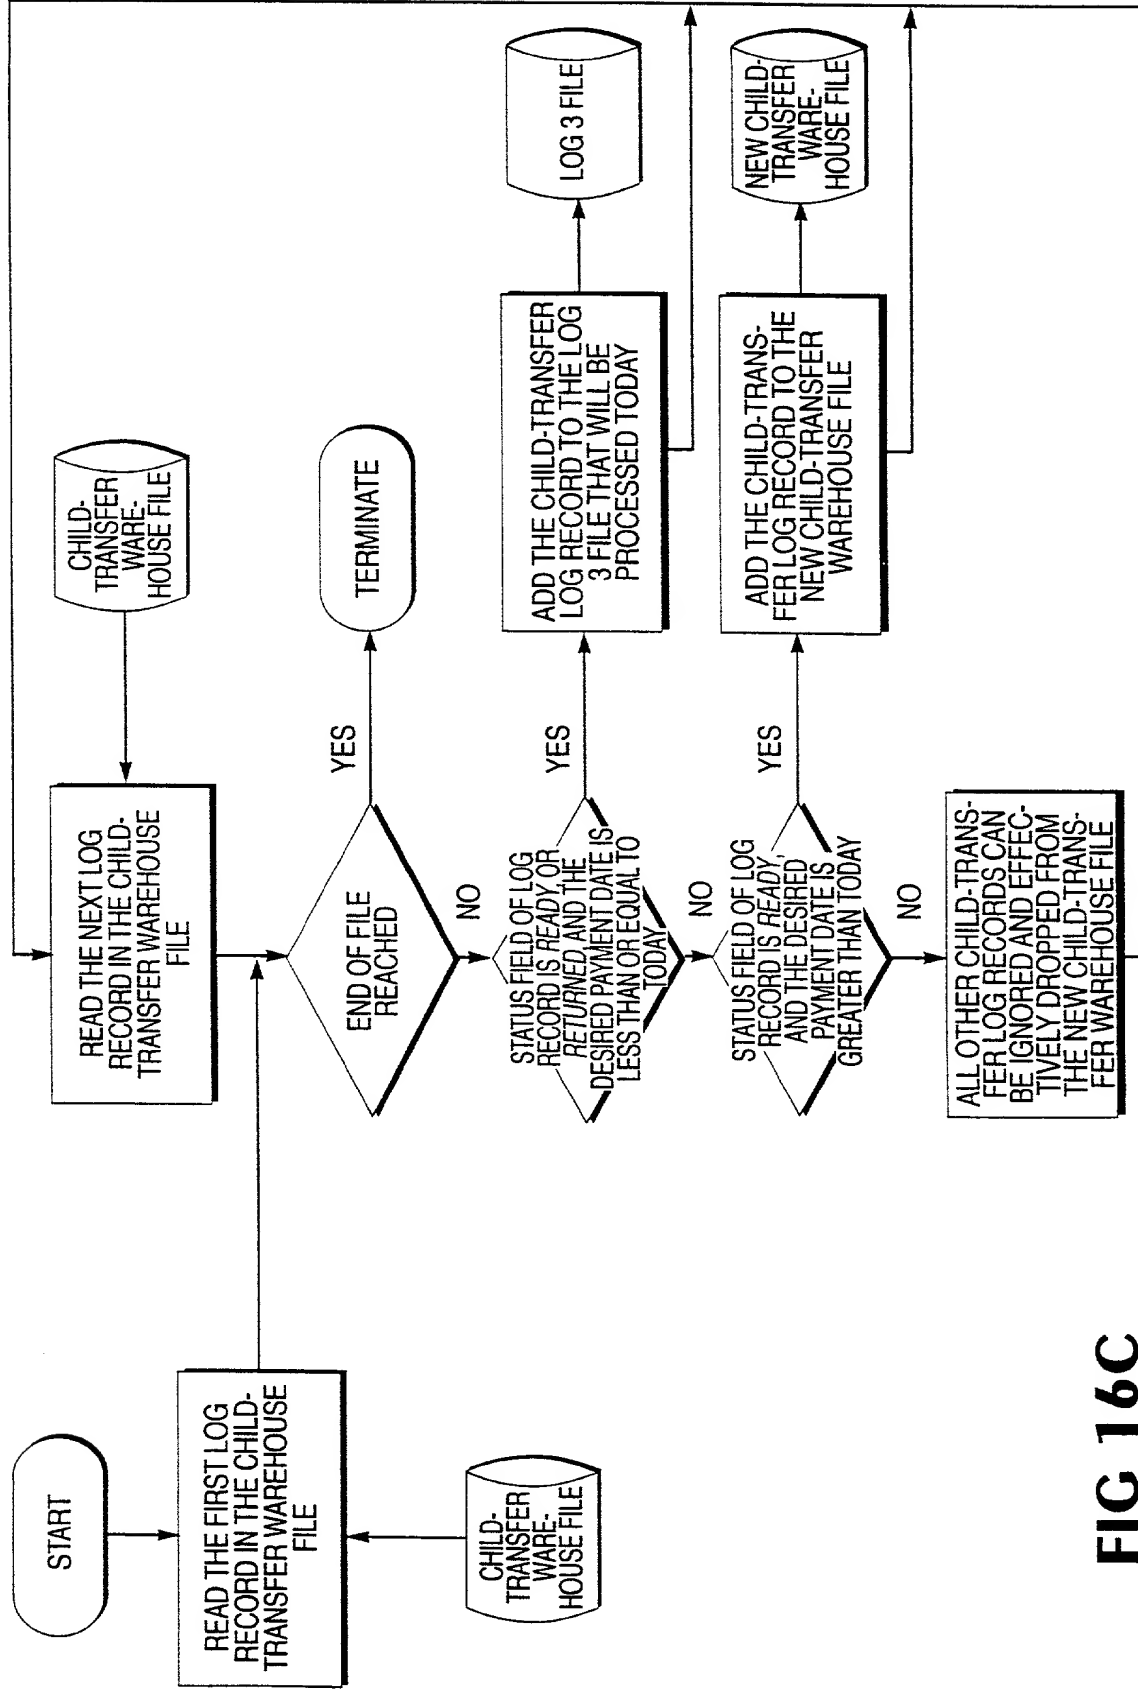 START
READ THE FIRST LOG
RECORD IN THE CHILD-
TRANSFER WAREHOUSE
FILE
CHILD-
TRANSFER
WARE-
HOUSE FILE
READ THE NEXT LOG
RECORD IN THE CHILD-
TRANSFER WAREHOUSE
FILE
CHILD-
TRANSFER
WARE-
HOUSE FILE
END OF FILE
REACHED
YES
TERMINATE
NO
STATUS FIELD OF LOG
RECORD IS READY, OR
RETURNED, AND THE
DESIRED PAYMENT DATE IS
LESS THAN OR EQUAL TO
TODAY
YES
ADD THE CHILD-TRANSFER
LOG RECORD TO THE LOG
3 FILE THAT WILL BE
PROCESSED TODAY
LOG 3 FILE
NO
STATUS FIELD OF LOG
RECORD IS READY,
AND THE DESIRED
PAYMENT DATE IS
GREATER THAN TODAY
YES
ADD THE CHILD-TRANS-
FER LOG RECORD TO THE
NEW CHILD-TRANSFER
WAREHOUSE FILE
NEW CHILD-
TRANSFER
WARE-
HOUSE FILE
NO
ALL OTHER CHILD-TRANS-
FER LOG RECORDS CAN
BE IGNORED AND EFFEC-
TIVELY DROPPED FROM
THE NEW CHILD-TRANS-
FER WAREHOUSE FILE
FIG 16C